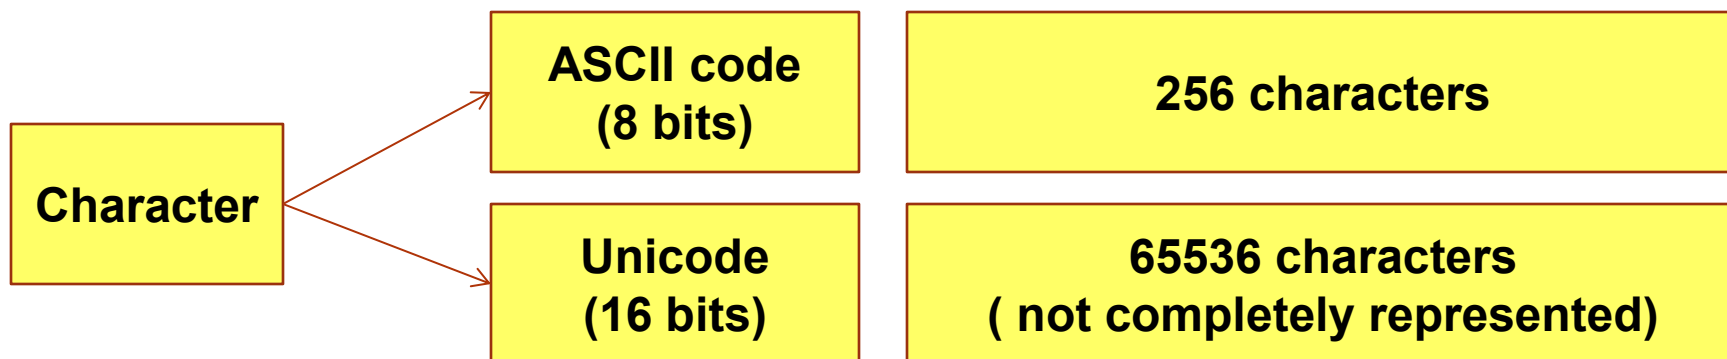 Character
ASCII code
(8 bits)
256 characters
Unicode
(16 bits)
65536 characters
( not completely represented)